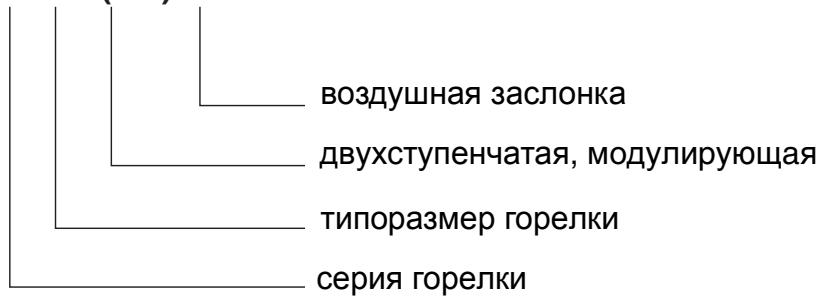 воздушная заслонка
двухступенчатая, модулирующая
типоразмер горелки
серия горелки